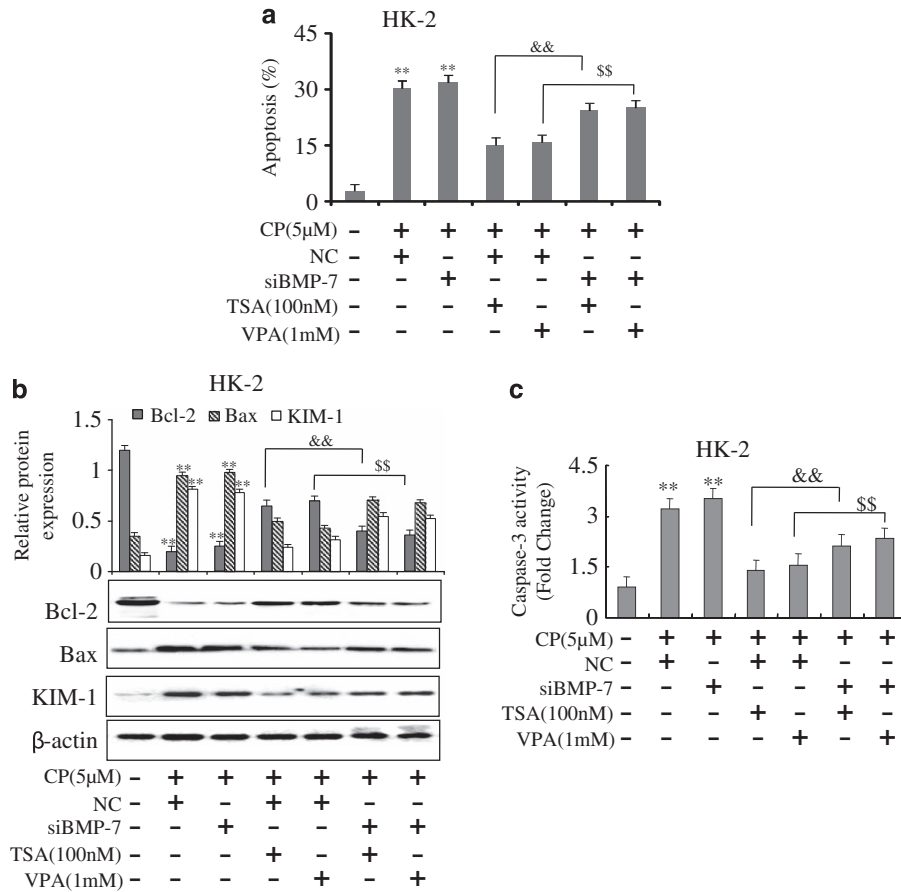 a
HK-2
Apoptosis (%)
45
30
15
0
** ** && $$
CP(5μM) – + + + + + +
NC – + – + + – –
siBMP-7 – – + – – + +
TSA(100nM) – – – + – + –
VPA(1mM) – – – – + – +
b
HK-2
Bcl-2 Bax KIM-1
Relative protein
expression
1.5
1
0.5
0
** ** ** ** ** ** && $$
Bcl-2
Bax
KIM-1
β-actin
CP(5μM) – + + + + + +
NC – + – + + – –
siBMP-7 – – + – – + +
TSA(100nM) – – – + – + –
VPA(1mM) – – – – + – +
c
HK-2
Caspase-3 activity
(Fold Change)
4.5
3
1.5
0
** ** && $$
CP(5μM) – + + + + + +
NC – + – + + – –
siBMP-7 – – + – – + +
TSA(100nM) – – – + – + –
VPA(1mM) – – – – + – +